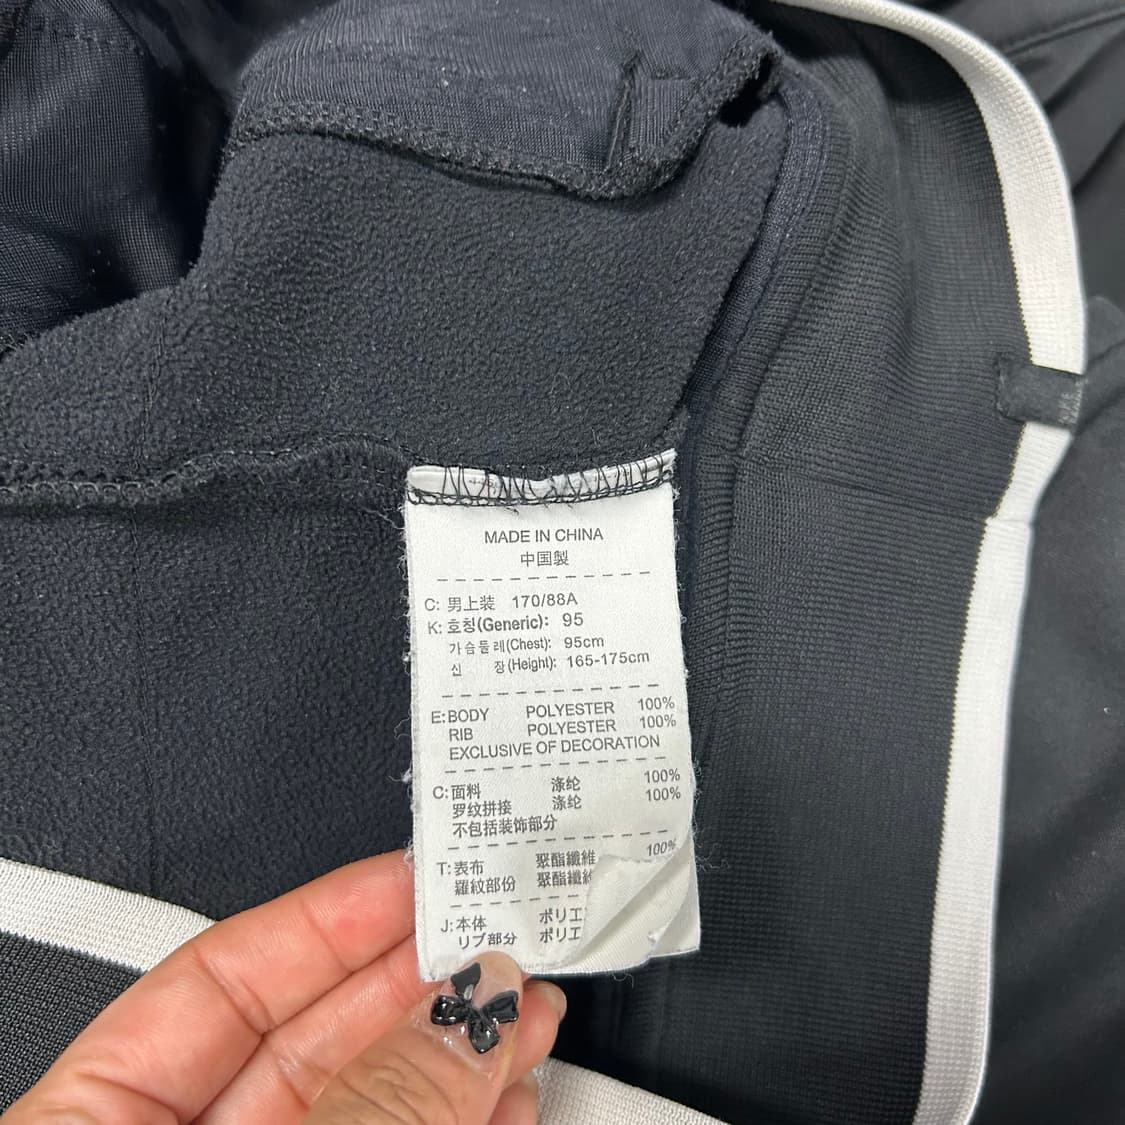 MADE IN CHINA
中国製
C: 男上装 170/88A
K: 호칭(Generic): 95
가슴둘레(Chest): 95cm
신 장(Height): 165-175cm
E: BODY POLYESTER 100%
RIB POLYESTER 100%
EXCLUSIVE OF DECORATION
C: 面料 涤纶 100%
罗纹拼接 涤纶 100%
不包括装饰部分
T: 表布 聚酯纖維 100%
羅紋部份 聚酯纖
J: 本体 ポリエ
リブ部分 ポリエ